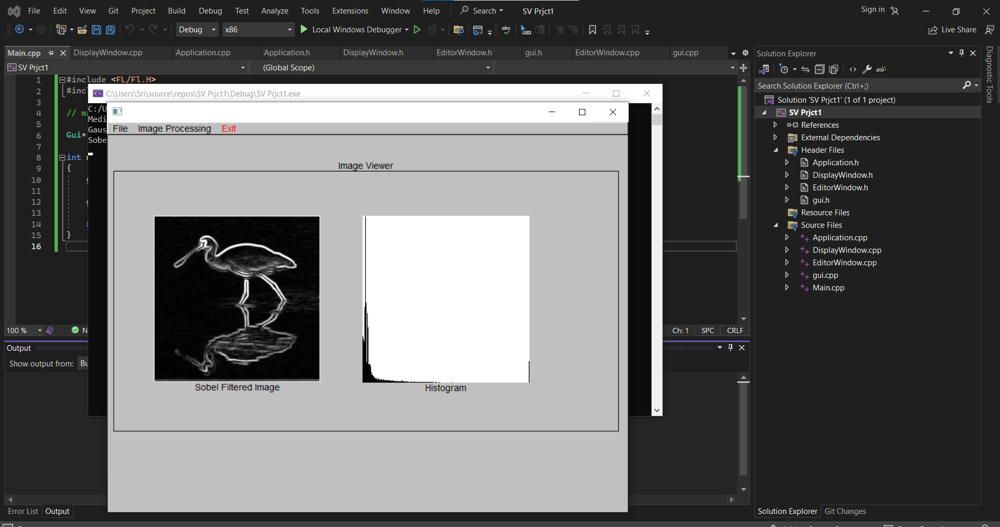 File Edit View Git Project Build Debug Test Analyze Tools Extensions Window Help Search SV Prjct1 Sign in
Debug x86 Local Windows Debugger Live Share
Main.cpp DisplayWindow.cpp Application.cpp Application.h DisplayWindow.h EditorWindow.h gui.h EditorWindow.cpp gui.cpp
SV Prjct1 (Global Scope)
1 #include <FL/Fl.H>
2 #incl
3
4 // m
5
6 Gui*
7
8 int
9 {
10
11
12
13
14
15 }
16
C:\Users\Sri\source\repos\SV Prjct1\Debug\SV Prjct1.exe
C:/U
Medi
Gaus
Sobe
File Image Processing Exit
Image Viewer
Sobel Filtered Image
Histogram
100 %
Ch: 1 SPC CRLF
Output
Show output from: Bu
Error List Output
Solution Explorer
Search Solution Explorer (Ctrl+;)
Solution 'SV Prjct1' (1 of 1 project)
SV Prjct1
References
External Dependencies
Header Files
Application.h
DisplayWindow.h
EditorWindow.h
gui.h
Resource Files
Source Files
Application.cpp
DisplayWindow.cpp
EditorWindow.cpp
gui.cpp
Main.cpp
Solution Explorer Git Changes
Diagnostic Tools